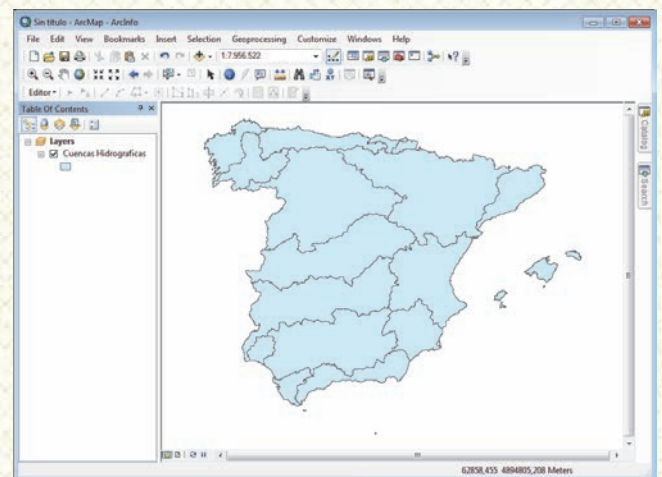 Sin título - ArcMap - ArcInfo
File Edit View Bookmarks Insert Selection Geoprocessing Customize Windows Help
1:7.956.522
Editor
Table Of Contents
Layers
Cuencas Hidrograficas
Catalog
Search
62858,455 4894805,208 Meters